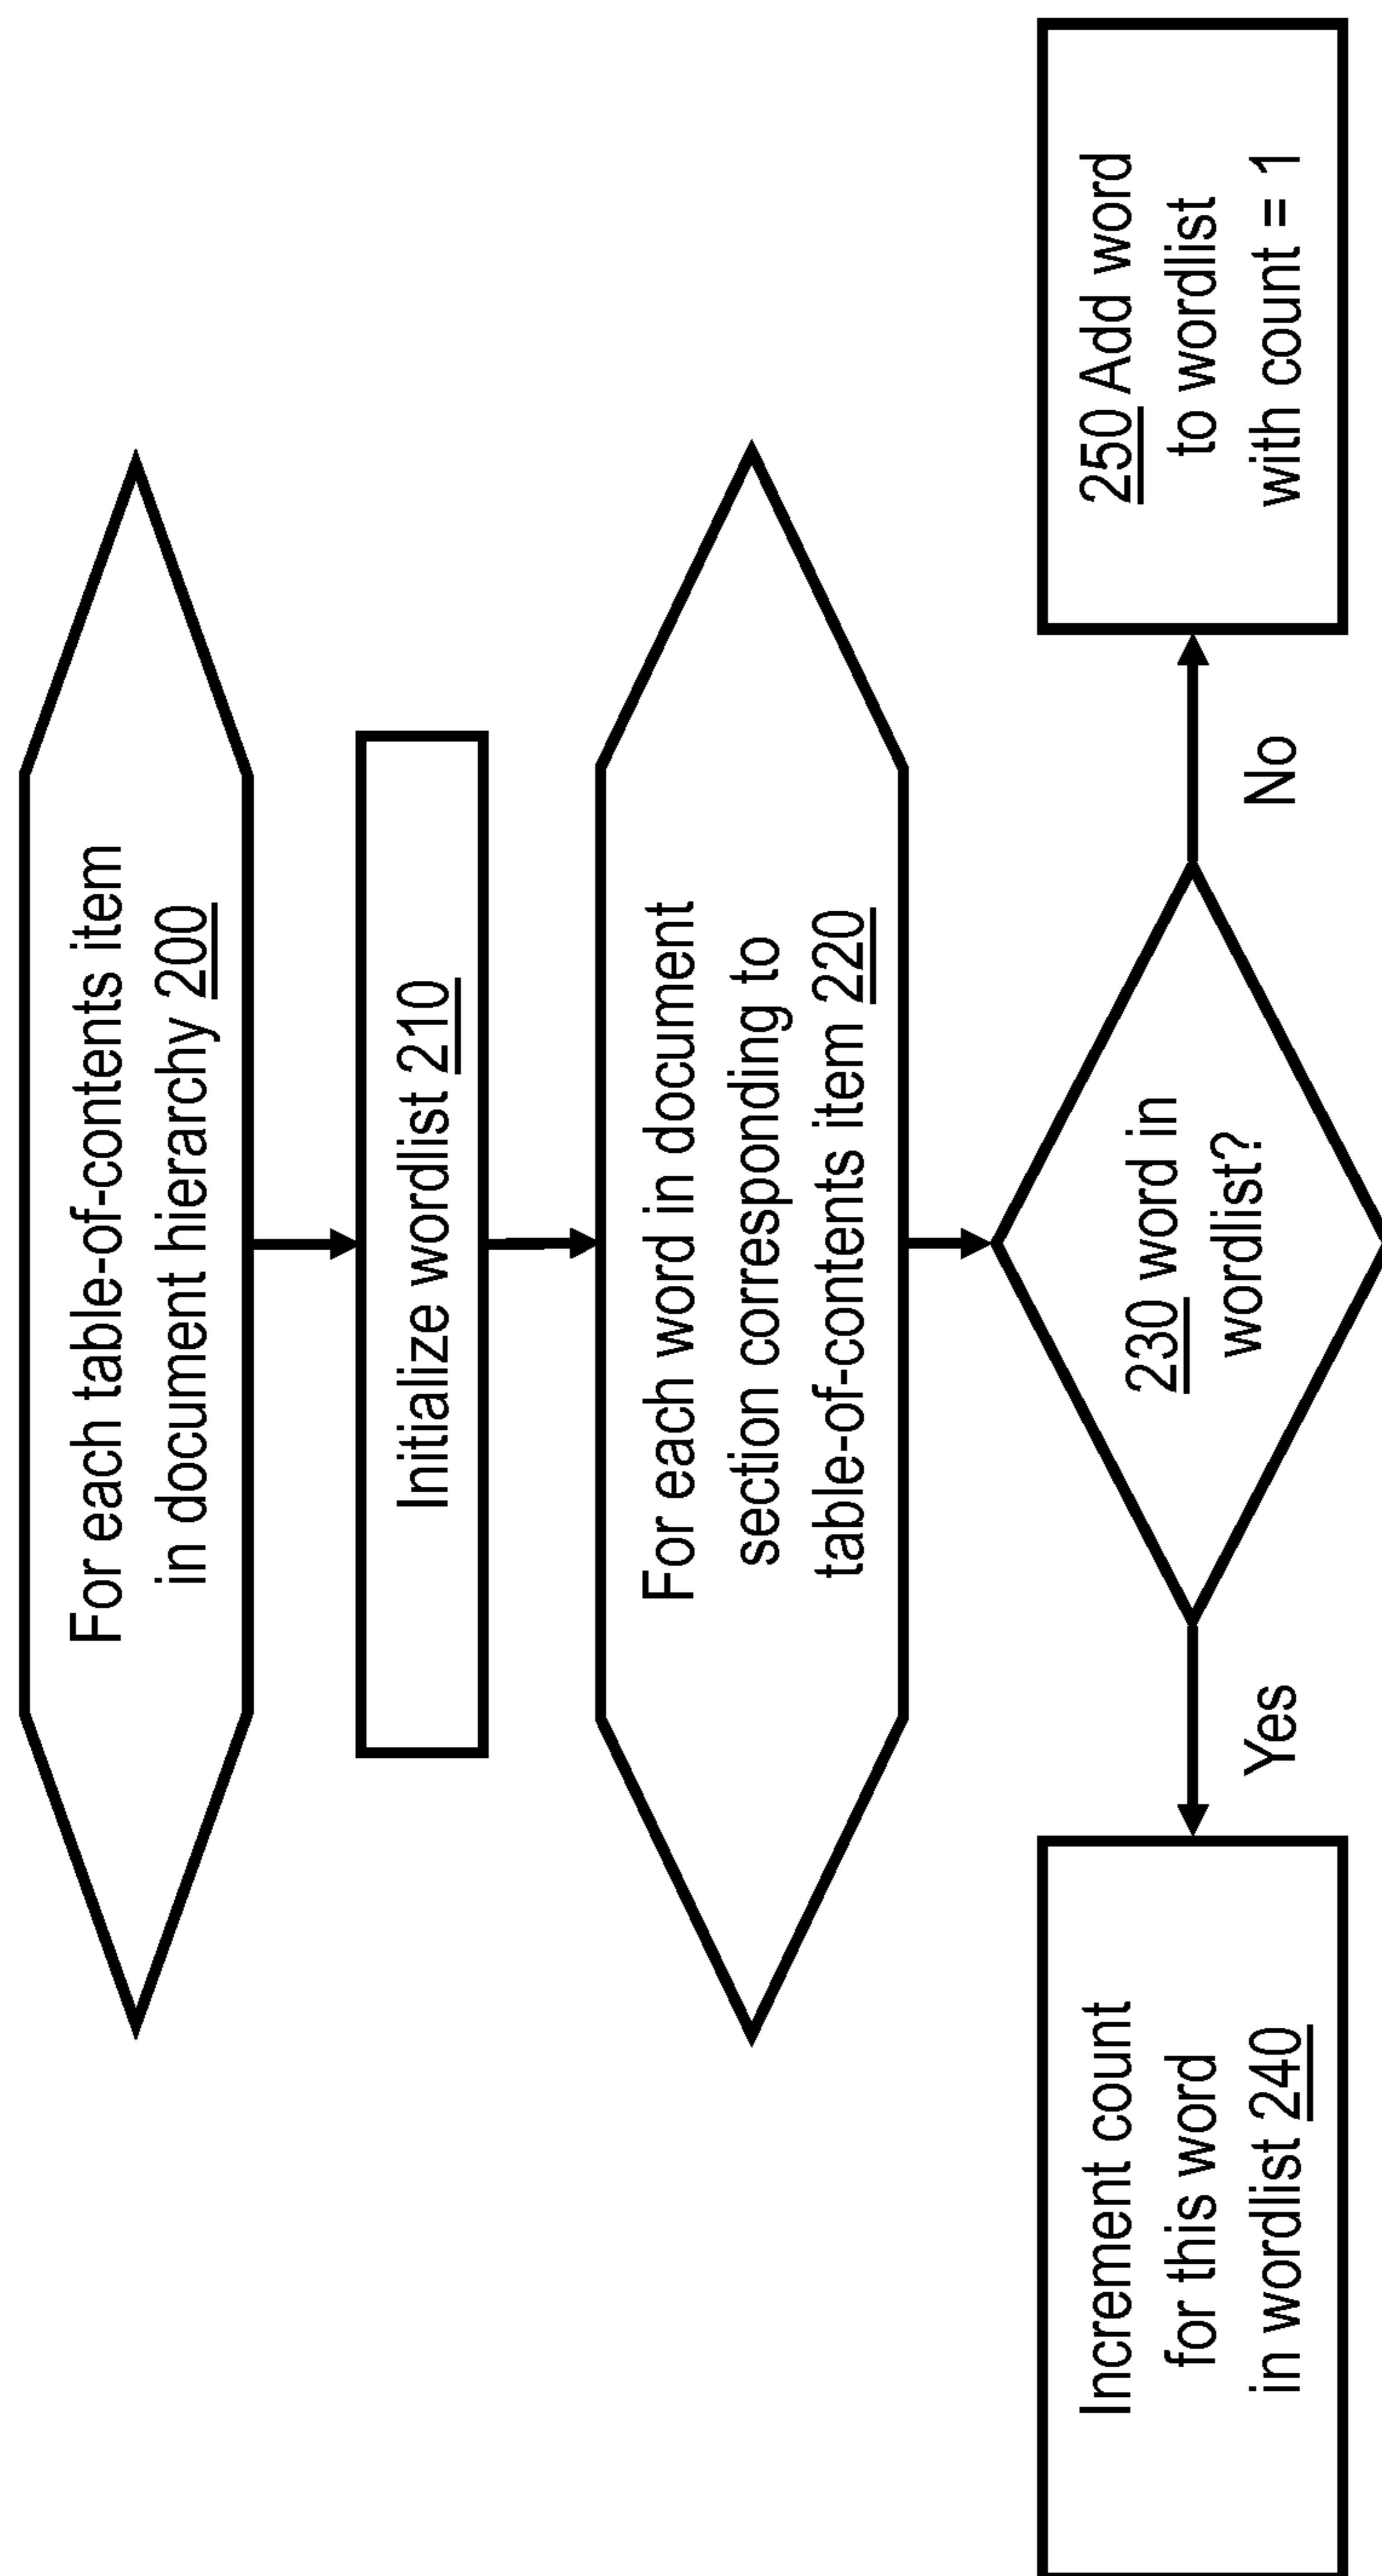 For each table-of-contents item
in document hierarchy 200
Initialize wordlist 210
For each word in document
section corresponding to
table-of-contents item 220
230 word in
wordlist?
Yes
No
Increment count
for this word
in wordlist 240
250 Add word
to wordlist
with count = 1